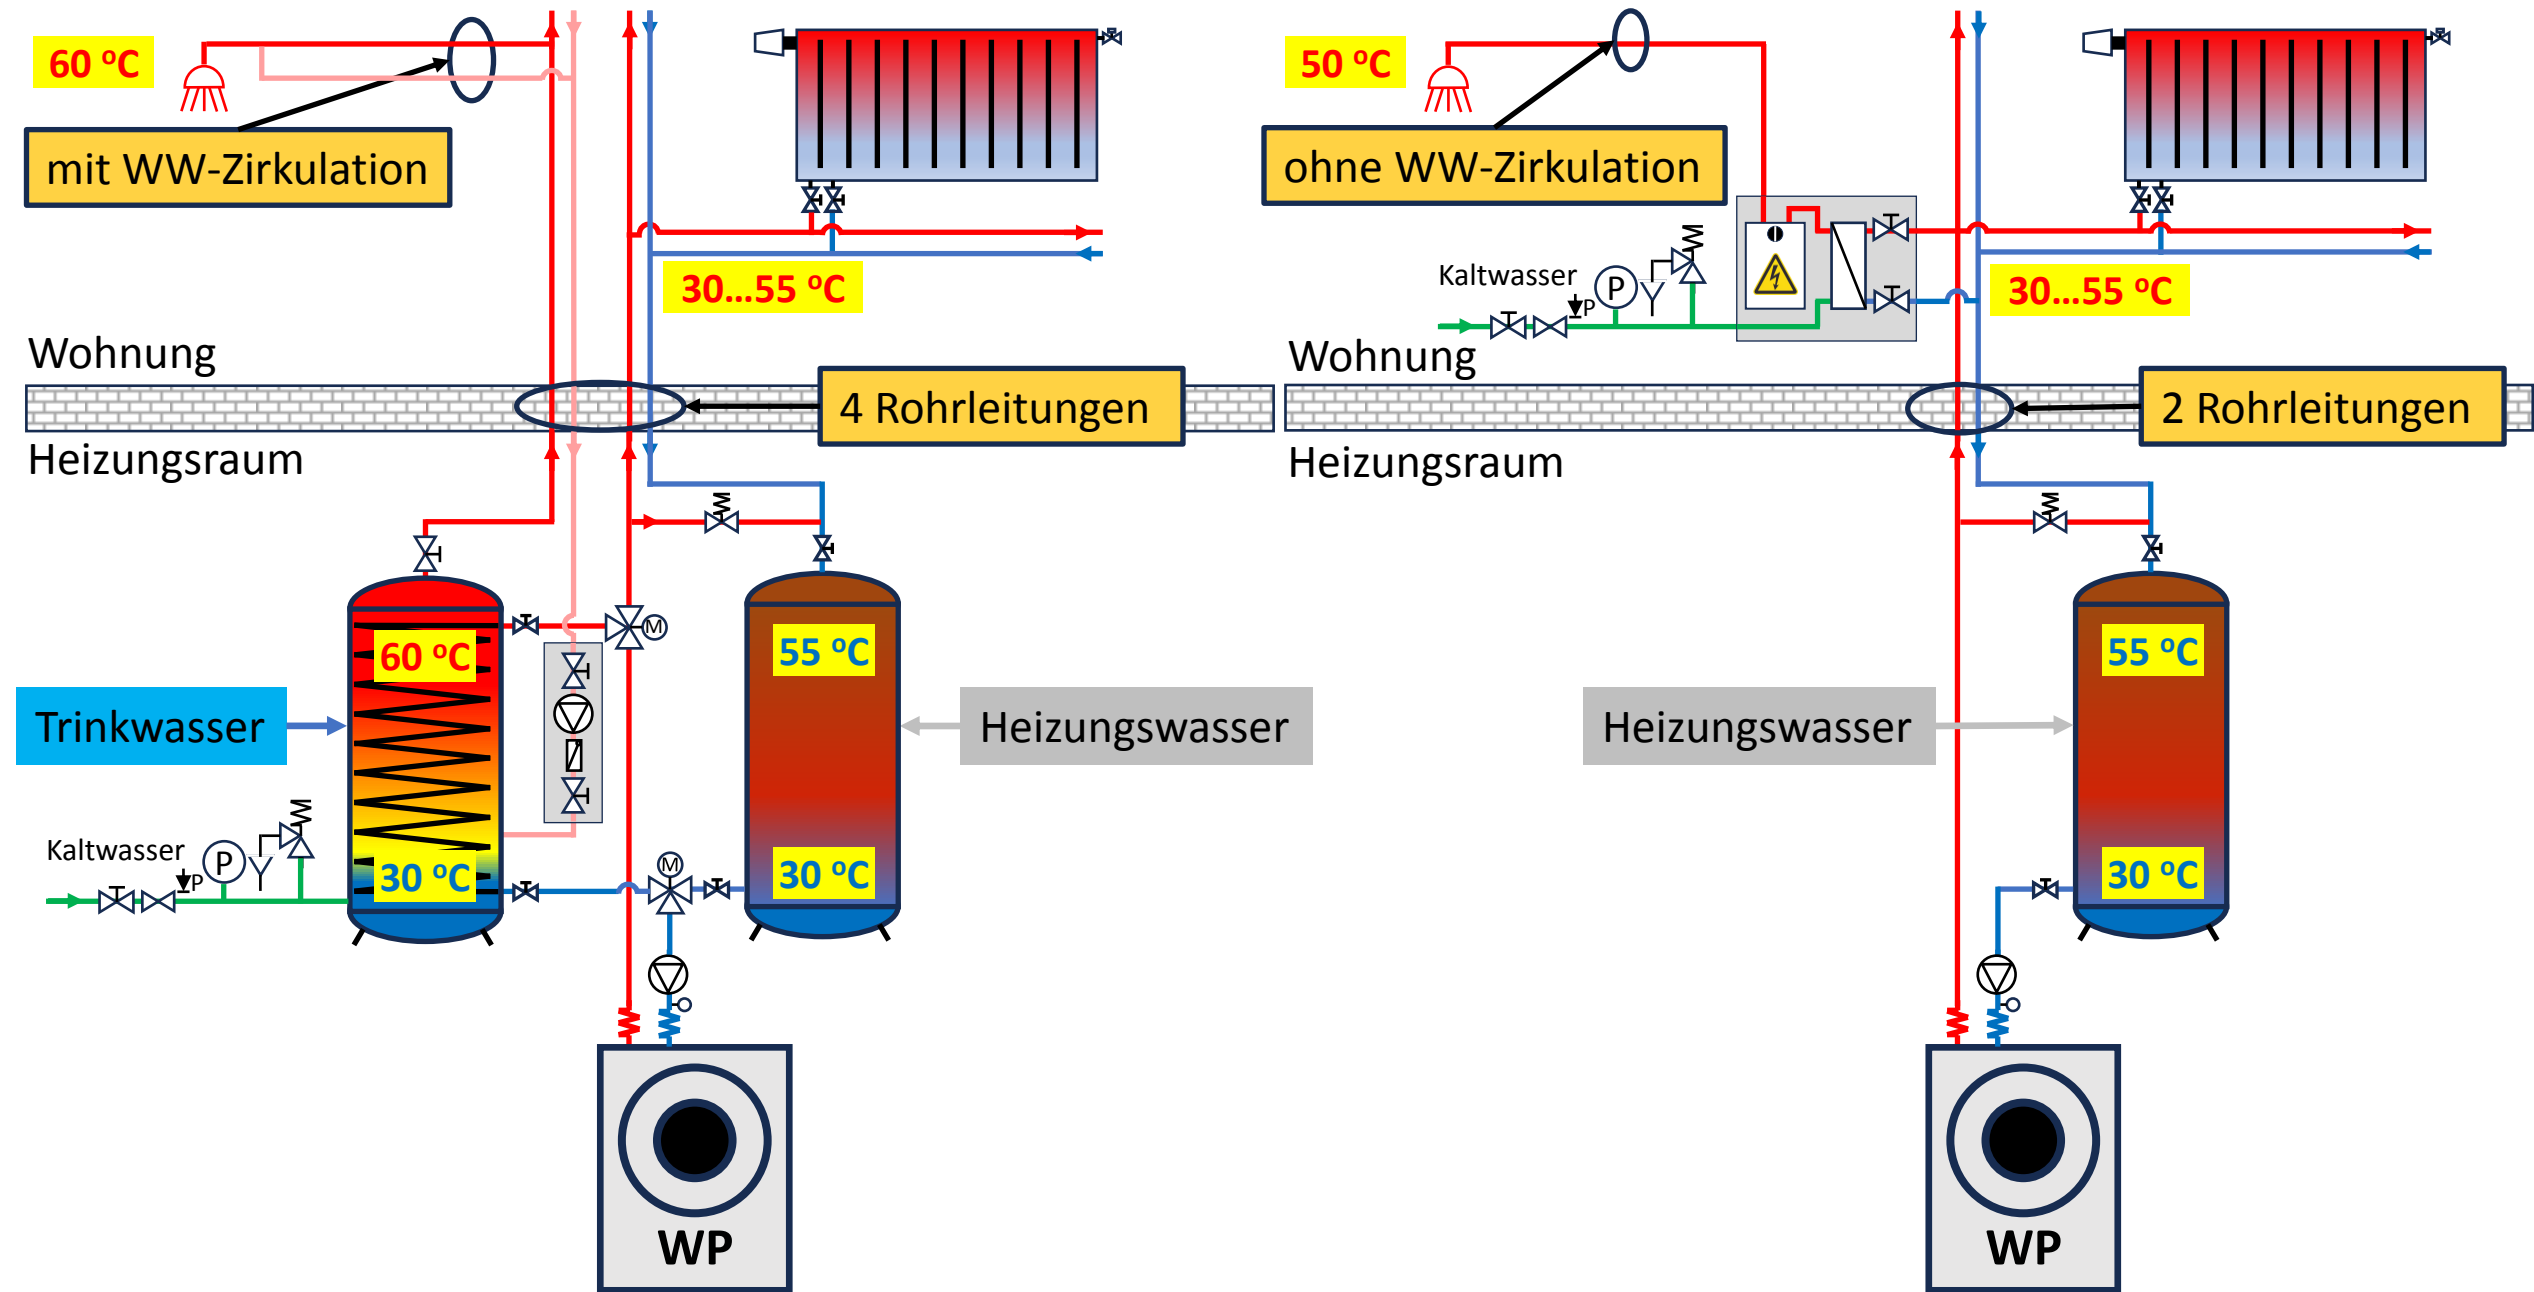 60 °C
mit WW-Zirkulation
30...55 °C
Wohnung
4 Rohrleitungen
Heizungsraum
M
60 °C
55 °C
Trinkwasser
Heizungswasser
Kaltwasser
P
P
M
30 °C
30 °C
WP
50 °C
ohne WW-Zirkulation
Kaltwasser
P
P
30...55 °C
Wohnung
2 Rohrleitungen
Heizungsraum
55 °C
Heizungswasser
30 °C
WP